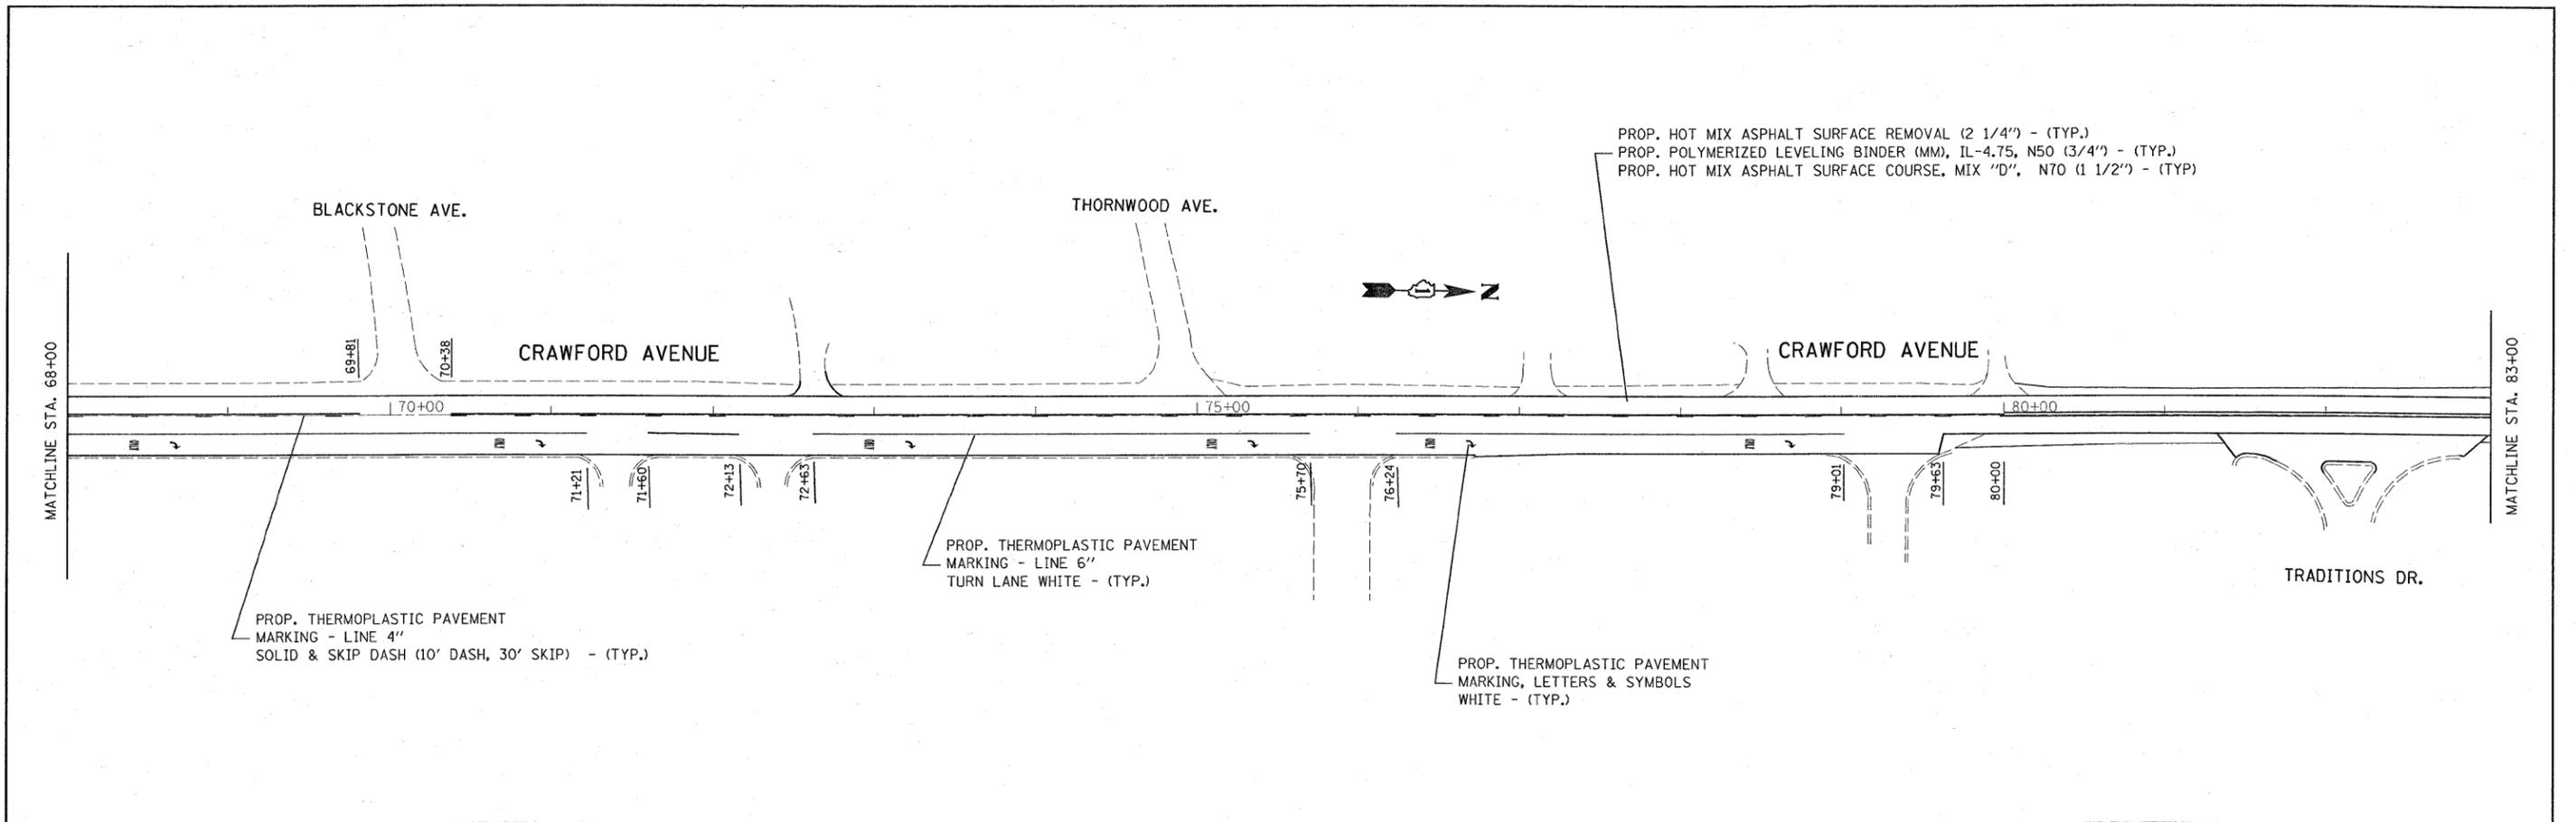 PROP. HOT MIX ASPHALT SURFACE REMOVAL (2 1/4") - (TYP.)
PROP. POLYMERIZED LEVELING BINDER (MM), IL-4.75, N50 (3/4") - (TYP.)
PROP. HOT MIX ASPHALT SURFACE COURSE, MIX "D", N70 (1 1/2") - (TYP)
BLACKSTONE AVE.
THORNWOOD AVE.
N
MATCHLINE STA. 68+00
69+81
70+38
CRAWFORD AVENUE
CRAWFORD AVENUE
MATCHLINE STA. 83+00
70+00
75+00
80+00
71+21
71+60
72+13
72+63
75+70
76+24
79+01
79+63
80+00
PROP. THERMOPLASTIC PAVEMENT
MARKING - LINE 6"
TURN LANE WHITE - (TYP.)
TRADITIONS DR.
PROP. THERMOPLASTIC PAVEMENT
MARKING - LINE 4"
SOLID & SKIP DASH (10' DASH, 30' SKIP) - (TYP.)
PROP. THERMOPLASTIC PAVEMENT
MARKING, LETTERS & SYMBOLS
WHITE - (TYP.)